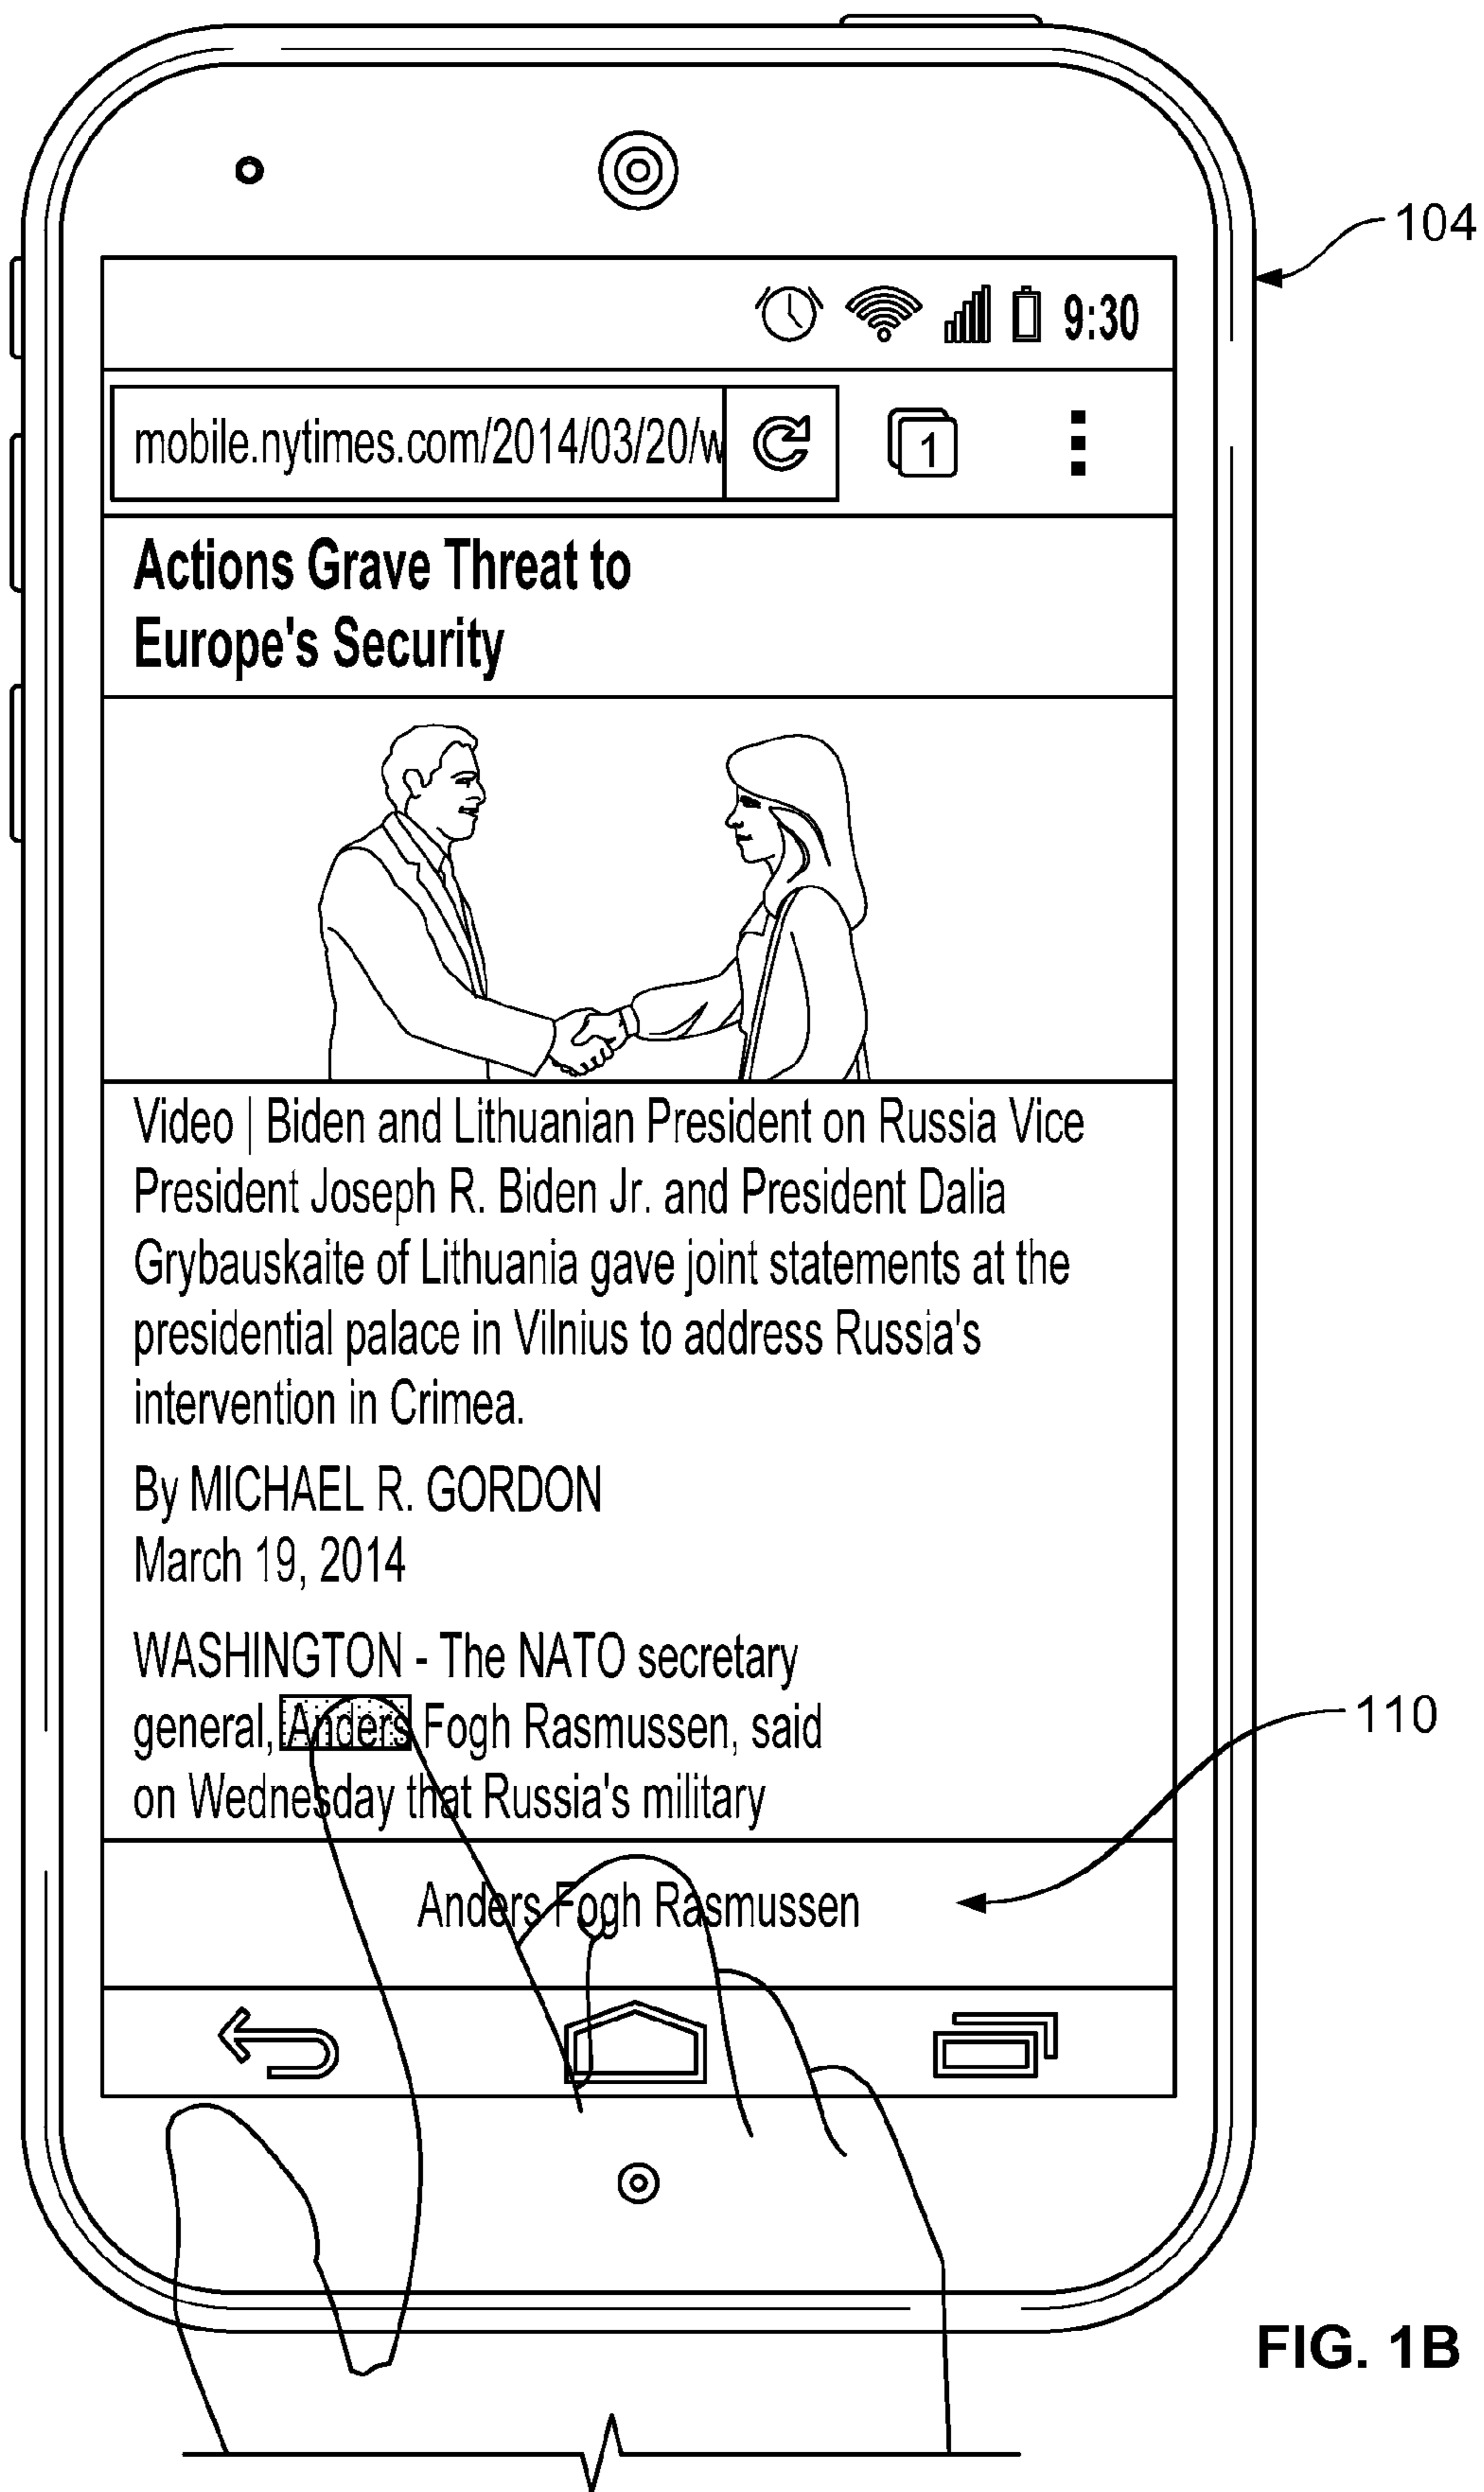 104
9:30
mobile.nytimes.com/2014/03/20/w
1
Actions Grave Threat to
Europe's Security
Video | Biden and Lithuanian President on Russia Vice
President Joseph R. Biden Jr. and President Dalia
Grybauskaite of Lithuania gave joint statements at the
presidential palace in Vilnius to address Russia's
intervention in Crimea.
By MICHAEL R. GORDON
March 19, 2014
WASHINGTON - The NATO secretary
general, Anders Fogh Rasmussen, said
on Wednesday that Russia's military
110
Anders Fogh Rasmussen
FIG. 1B